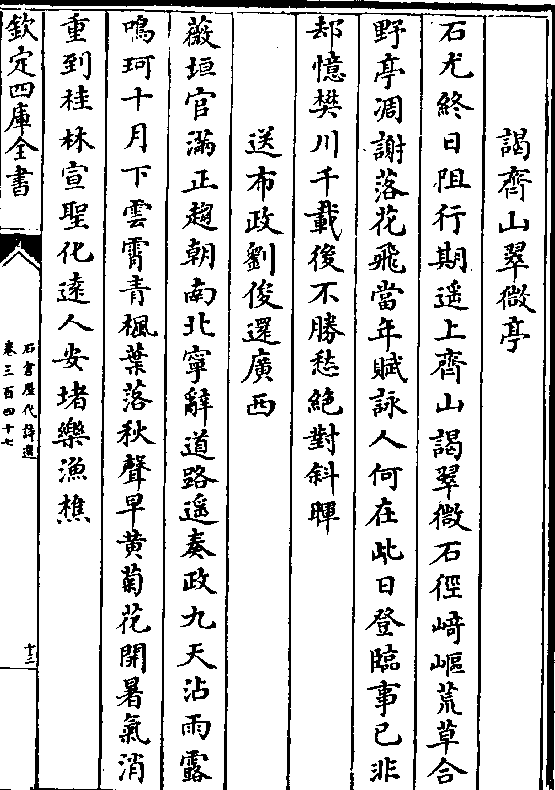 謁齊山翠微亭
石尤終日阻行期遥上齊山謁翠微石徑﨑嶇荒草合
野亭凋謝落花飛當年賦詠人何在此日登臨事已非
却憶樊川千載後不勝愁絶對斜暉
送布政劉俊還廣西
薇垣官滿正趨朝南北寧辭道路遥奏政九天沾雨露
鳴珂十月下雲霄青楓葉落秋聲早黄菊花開暑氣消
重到桂林宣聖化逺人安堵樂漁樵
欽定四庫全書
石倉歴代詩選
卷三百四十七
十三